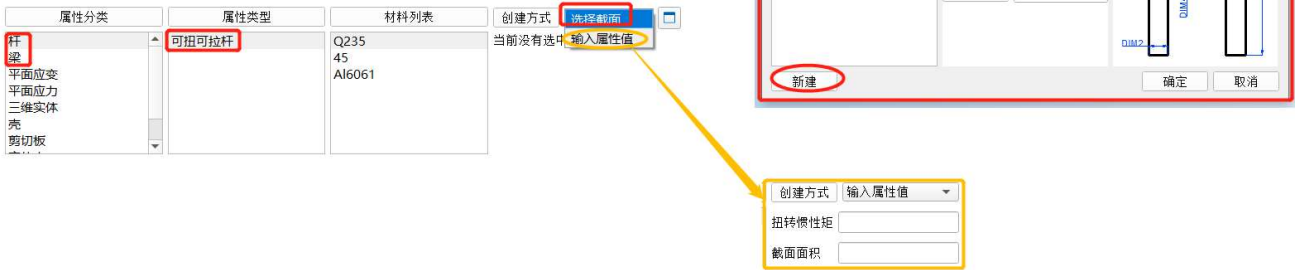 属性分类
属性类型
材料列表
创建方式
选择截面
杆
可扭可拉杆
Q235
当前没有选中
输入属性值
梁
45
平面应变
Al6061
平面应力
三维实体
壳
剪切板
DIM2
新建
确定
取消
创建方式
输入属性值
扭转惯性矩
截面面积